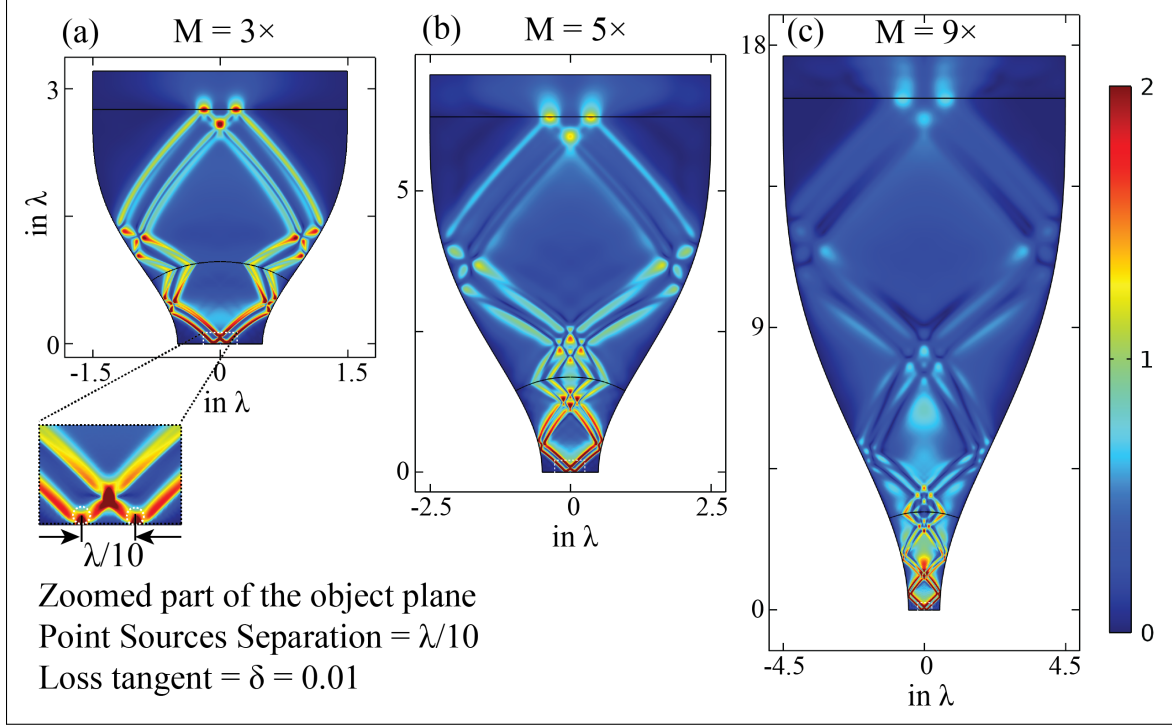 (a) M = 3×
(b) M = 5×
(c) M = 9×
3
0
in λ
-1.5 0 1.5
in λ
5
0
-2.5 0 2.5
in λ
18
9
0
-4.5 0 4.5
in λ
2
1
0
λ/10
Zoomed part of the object plane
Point Sources Separation = λ/10
Loss tangent = δ = 0.01